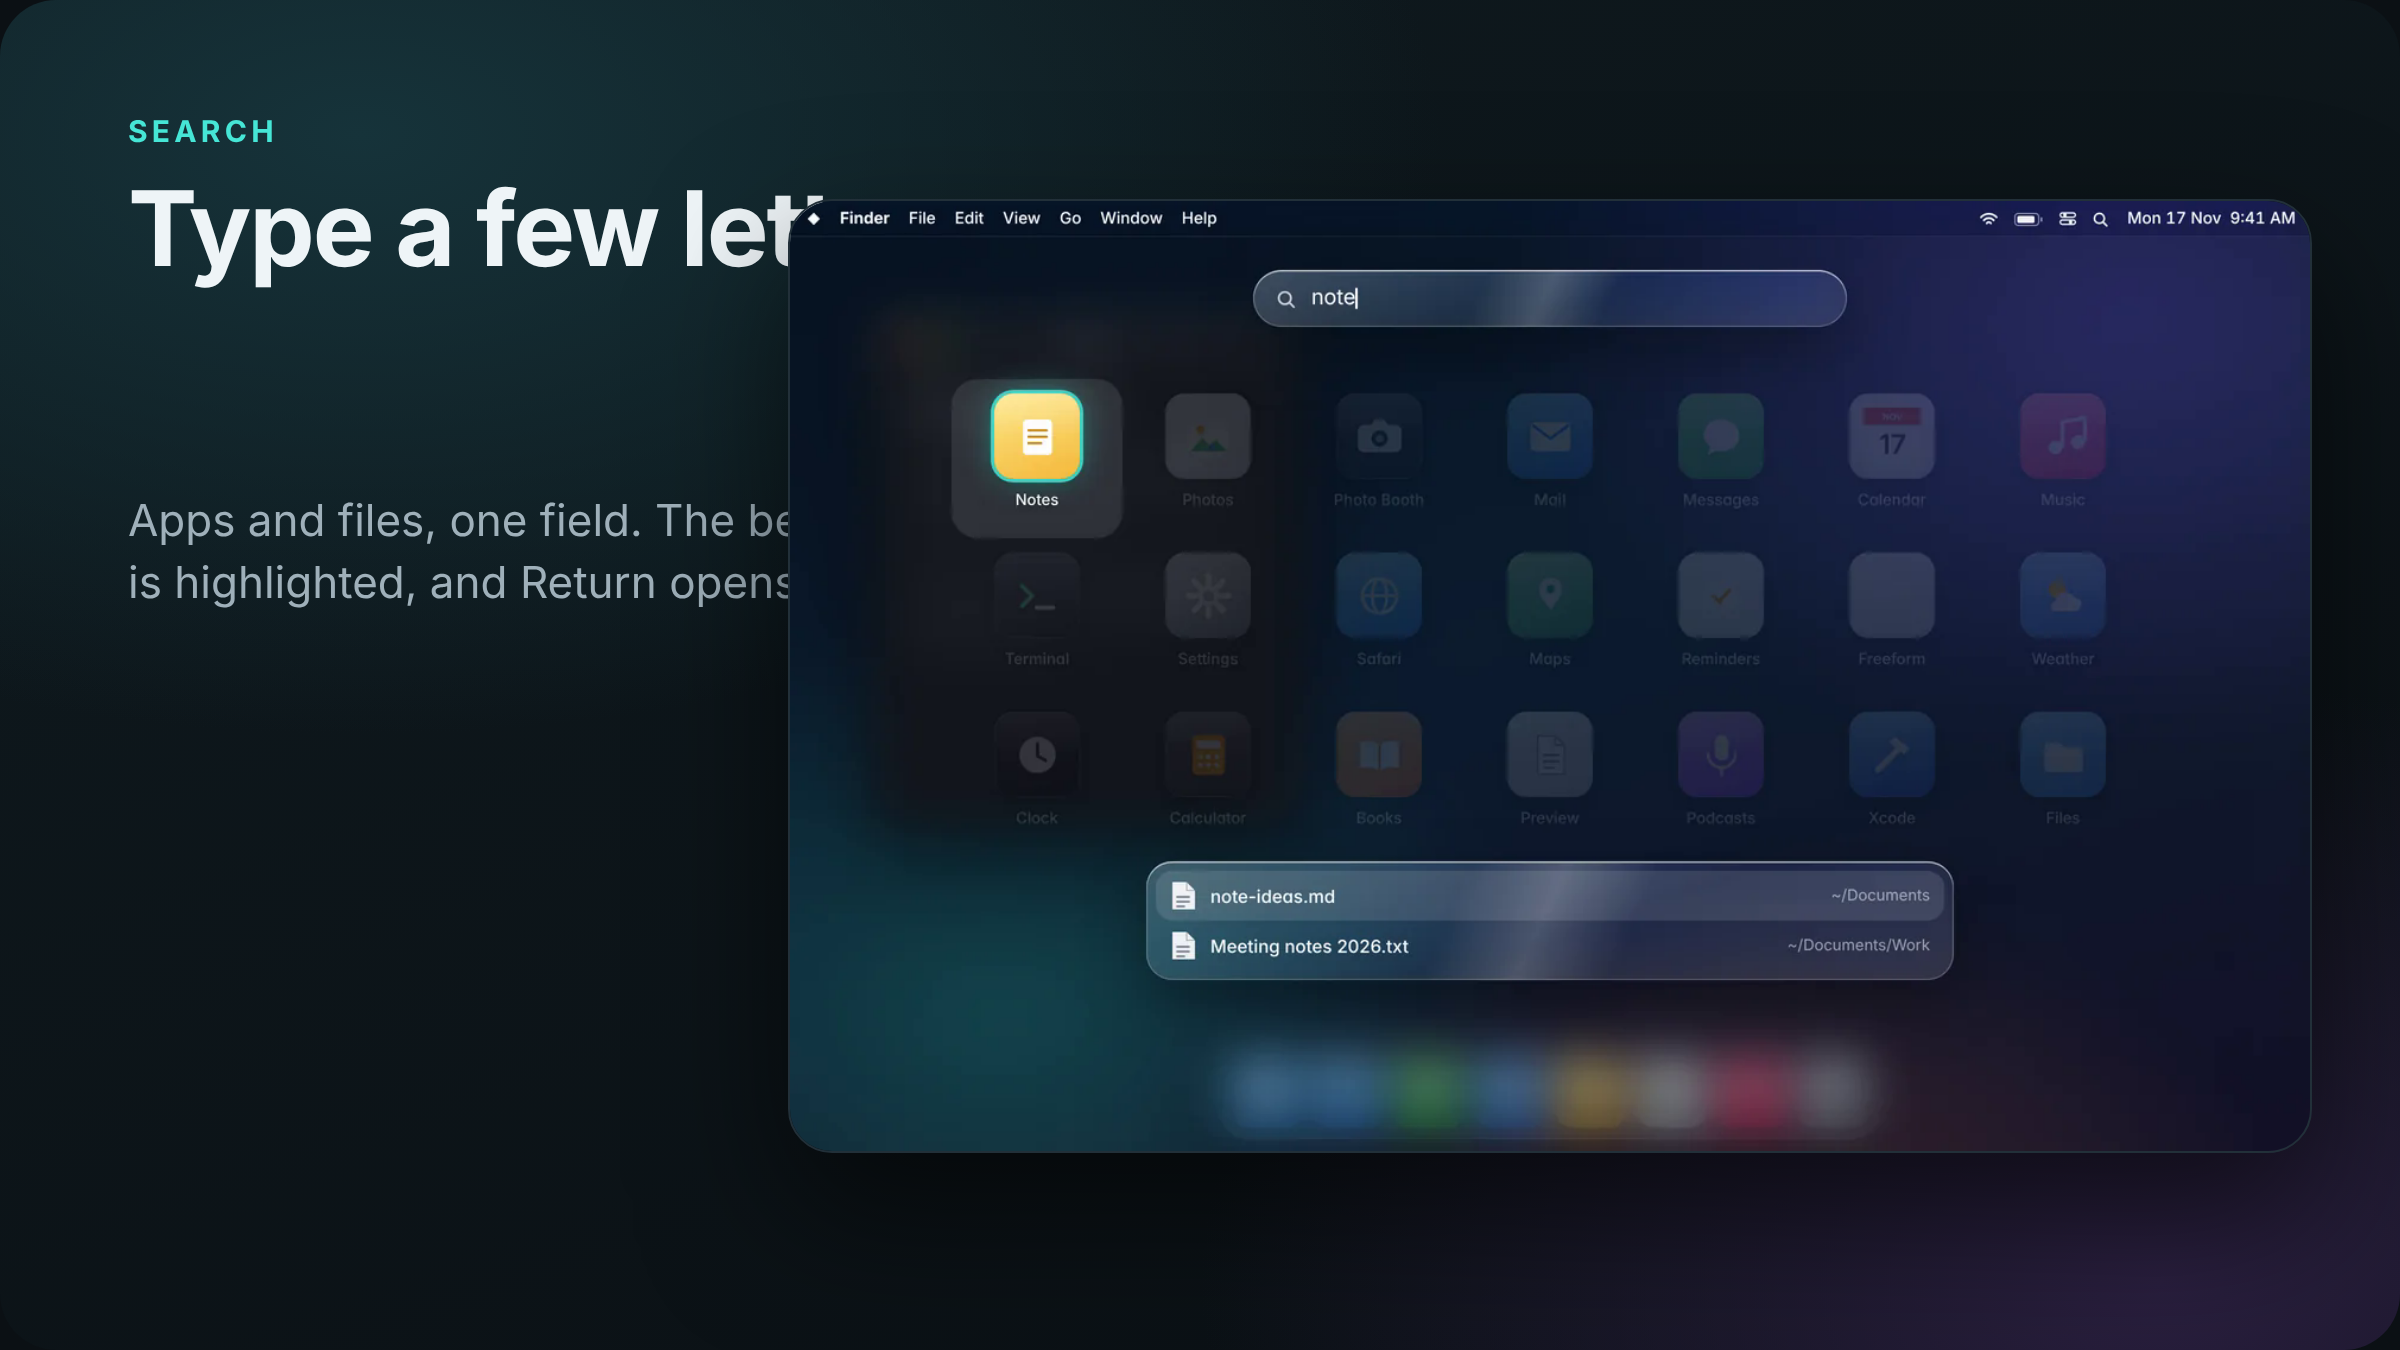 SEARCH
Type a few let
Apps and files, one field. The be
is highlighted, and Return opens
Finder File Edit View Go Window Help
Mon 17 Nov 9:41 AM
note
NOV
17
Notes Photos Photo Booth Mail Messages Calendar Music
Terminal Settings Safari Maps Reminders Freeform Weather
Clock Calculator Books Preview Podcasts Xcode Files
note-ideas.md ~/Documents
Meeting notes 2026.txt ~/Documents/Work